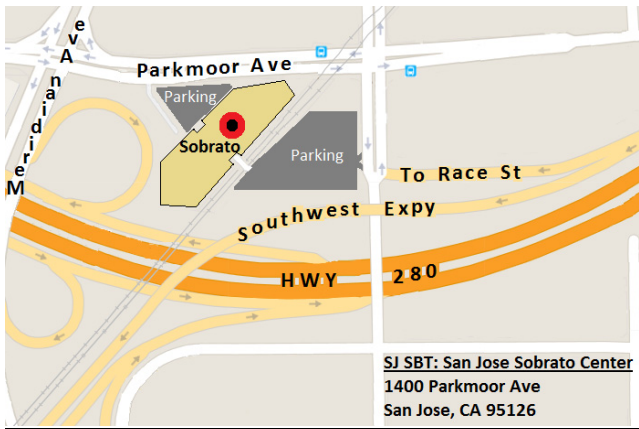 Meridian Ave
Parkmoor Ave
Parking
Sobrato
Parking
To Race St
Southwest Expy
HWY 280
SJ SBT: San Jose Sobrato Center
1400 Parkmoor Ave
San Jose, CA 95126